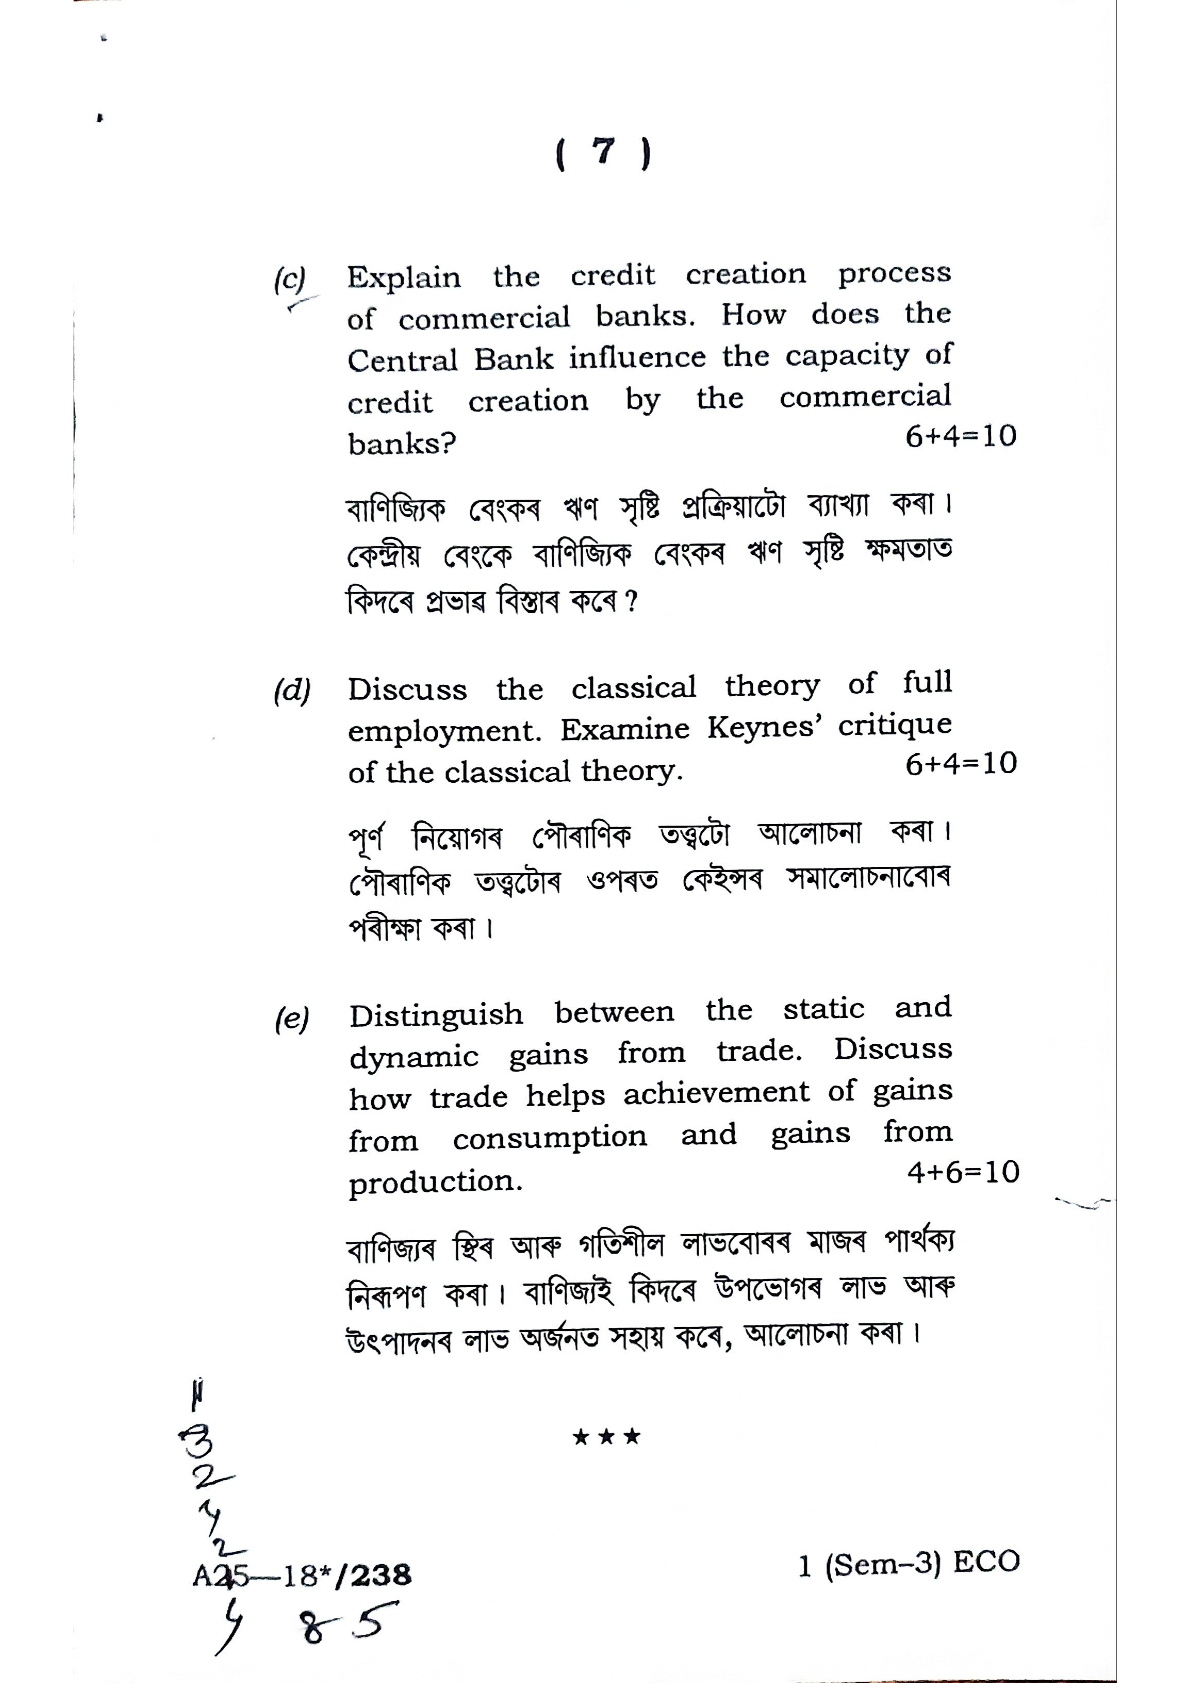 ( 7 )
(c) Explain the credit creation process
of commercial banks. How does the
Central Bank influence the capacity of
credit creation by the commercial
banks? 6+4=10
বাণিজ্যিক বেংকৰ ঋণ সৃষ্টি প্ৰক্ৰিয়াটো ব্যাখ্যা কৰা।
কেন্দ্ৰীয় বেংকে বাণিজ্যিক বেংকৰ ঋণ সৃষ্টি ক্ষমতাত
কিদৰে প্ৰভাৱ বিস্তাৰ কৰে?
(d) Discuss the classical theory of full
employment. Examine Keynes’ critique
of the classical theory. 6+4=10
পূৰ্ণ নিয়োগৰ পৌৰাণিক তত্ত্বটো আলোচনা কৰা।
পৌৰাণিক তত্ত্বটোৰ ওপৰত কেইন্সৰ সমালোচনাবোৰ
পৰীক্ষা কৰা।
(e) Distinguish between the static and
dynamic gains from trade. Discuss
how trade helps achievement of gains
from consumption and gains from
production. 4+6=10
বাণিজ্যৰ স্থিৰ আৰু গতিশীল লাভবোৰৰ মাজৰ পাৰ্থক্য
নিৰূপণ কৰা। বাণিজ্যই কিদৰে উপভোগৰ লাভ আৰু
উৎপাদনৰ লাভ অৰ্জনত সহায় কৰে, আলোচনা কৰা।
★ ★ ★
3
2
y
2
A25—18*/238 1 (Sem–3) ECO
y 85